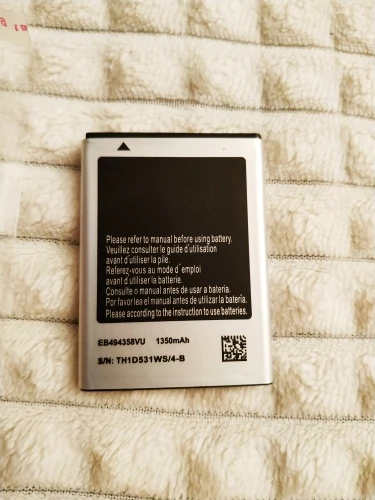 Please refer to manual before using battery.
Veuillez consulter le guide d'utilisation
avant d'utiliser la pile.
Referez-vous au mode d'emploi
avant d'utiliser la batterie.
Consulte o manual antes de usar a bateria.
Por favor lea el manual antes de utilizar la bateria.
Please according to the instruction to use batteries.
EB494358VU 1350mAh
S/N: TH1D531WS/4-B